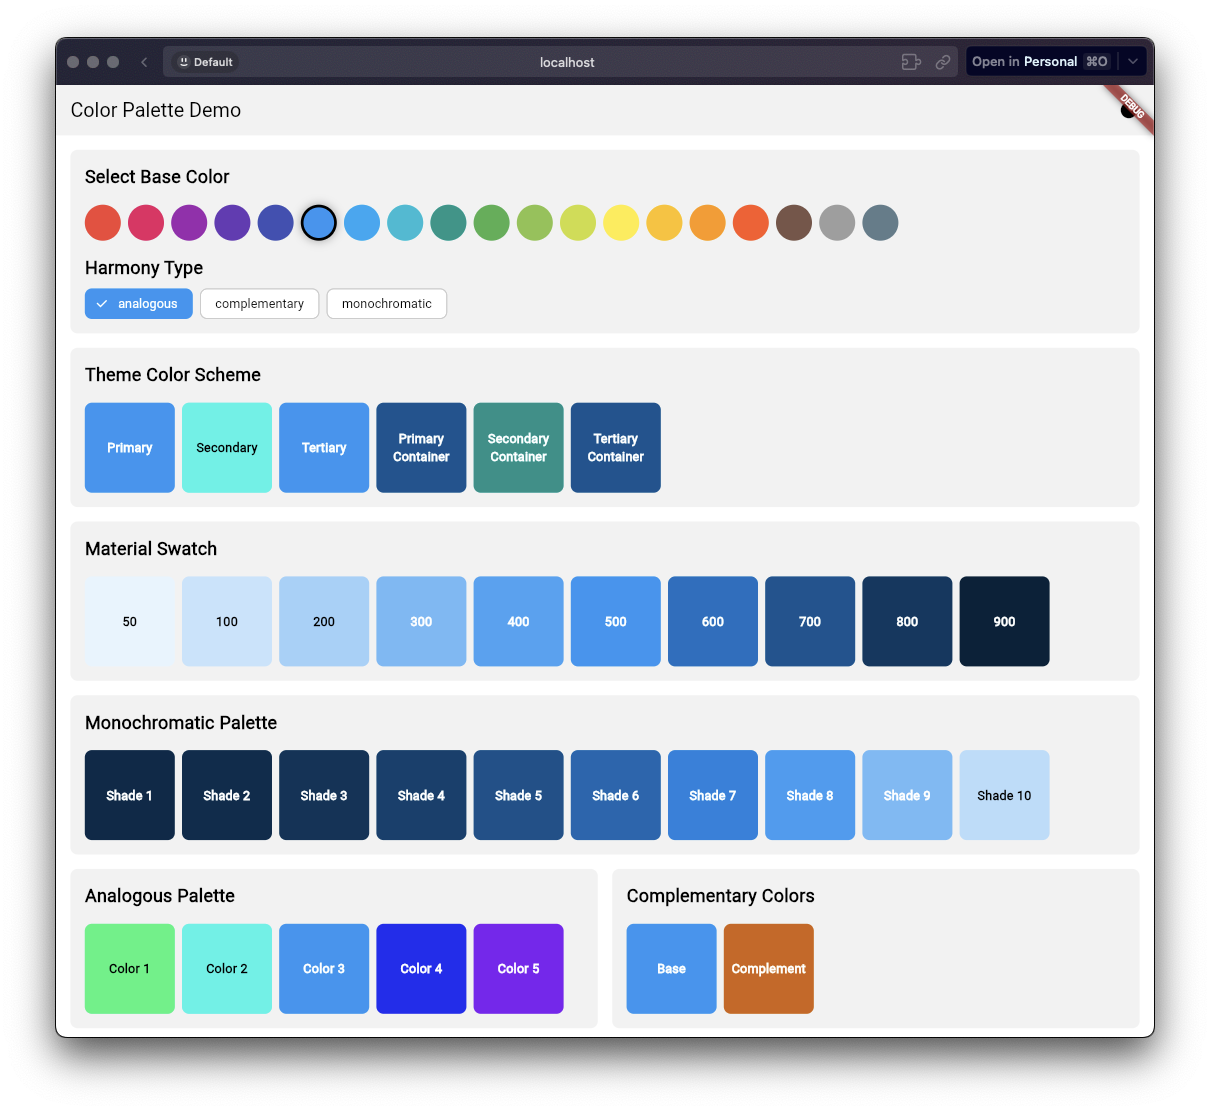 Default
localhost
Open in Personal ⌘O
Color Palette Demo
DEBUG
Select Base Color
Harmony Type
analogous
complementary
monochromatic
Theme Color Scheme
Primary
Secondary
Tertiary
Primary
Container
Secondary
Container
Tertiary
Container
Material Swatch
50
100
200
300
400
500
600
700
800
900
Monochromatic Palette
Shade 1
Shade 2
Shade 3
Shade 4
Shade 5
Shade 6
Shade 7
Shade 8
Shade 9
Shade 10
Analogous Palette
Color 1
Color 2
Color 3
Color 4
Color 5
Complementary Colors
Base
Complement